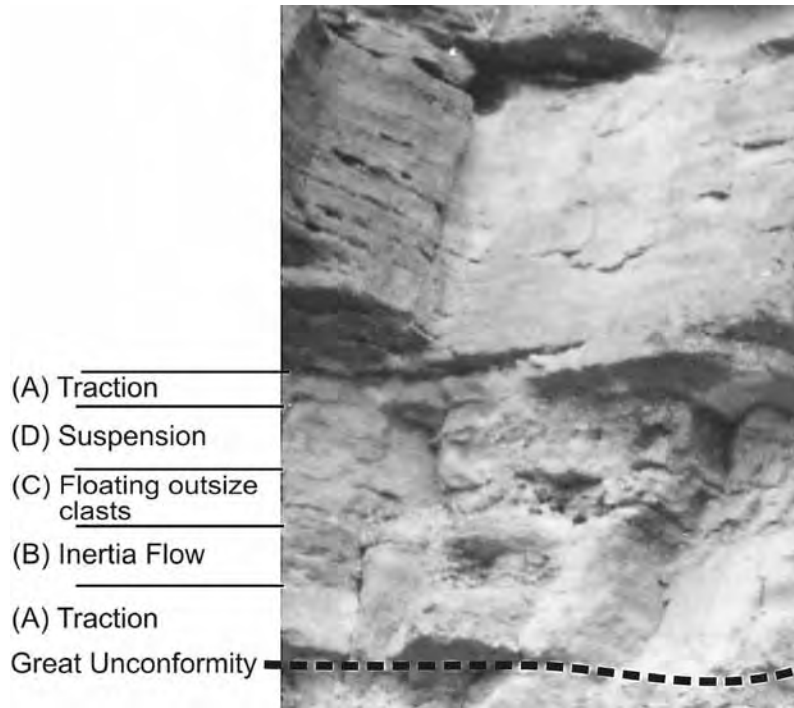 (A) Traction
(D) Suspension
(C) Floating outsize
clasts
(B) Inertia Flow
(A) Traction
Great Unconformity